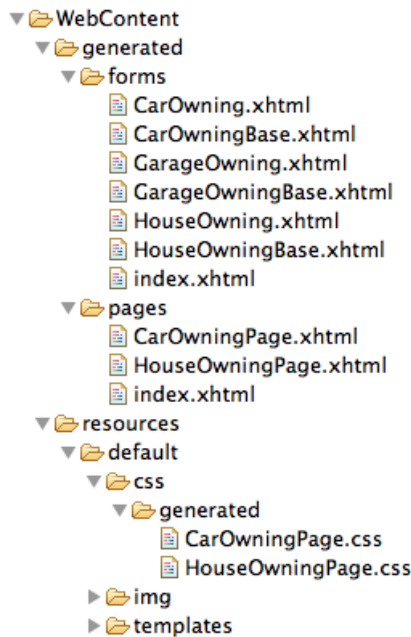 WebContent
generated
forms
CarOwning.xhtml
CarOwningBase.xhtml
GarageOwning.xhtml
GarageOwningBase.xhtml
HouseOwning.xhtml
HouseOwningBase.xhtml
index.xhtml
pages
CarOwningPage.xhtml
HouseOwningPage.xhtml
index.xhtml
resources
default
css
generated
CarOwningPage.css
HouseOwningPage.css
img
templates